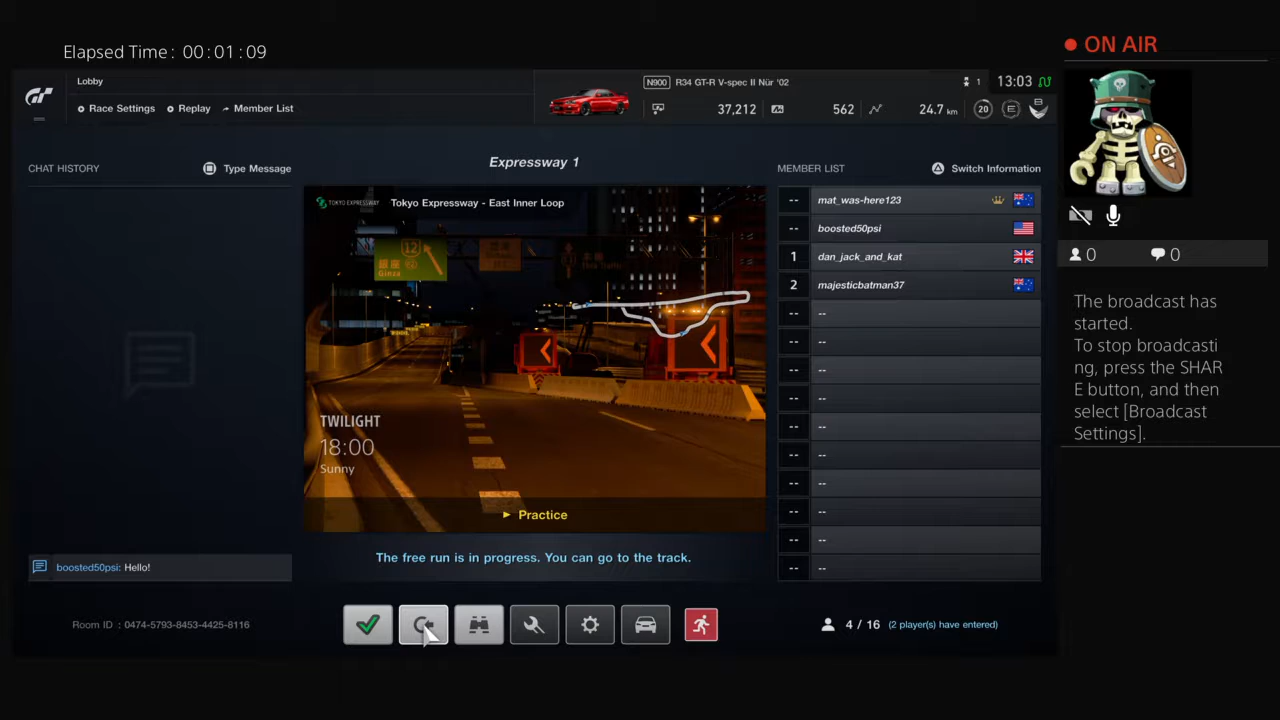 Elapsed Time: 00:01:09
ON AIR
Lobby
Race Settings
Replay
Member List
N900 R34 GT-R V-spec II Nür '02
1
13:03
37,212
562
24.7 km
20
E
B
CHAT HISTORY
Type Message
Expressway 1
MEMBER LIST
Switch Information
TOKYO EXPRESSWAY
Tokyo Expressway - East Inner Loop
12
銀座
Ginza
-- mat_was-here123
-- boosted50psi
1 dan_jack_and_kat
2 majesticbatman37
-- --
-- --
-- --
-- --
-- --
-- --
-- --
-- --
-- --
-- --
TWILIGHT
18:00
Sunny
Practice
The free run is in progress. You can go to the track.
boosted50psi: Hello!
Room ID : 0474-5793-8453-4425-8116
4 / 16 (2 player(s) have entered)
0
0
The broadcast has
started.
To stop broadcasti
ng, press the SHAR
E button, and then
select [Broadcast
Settings].